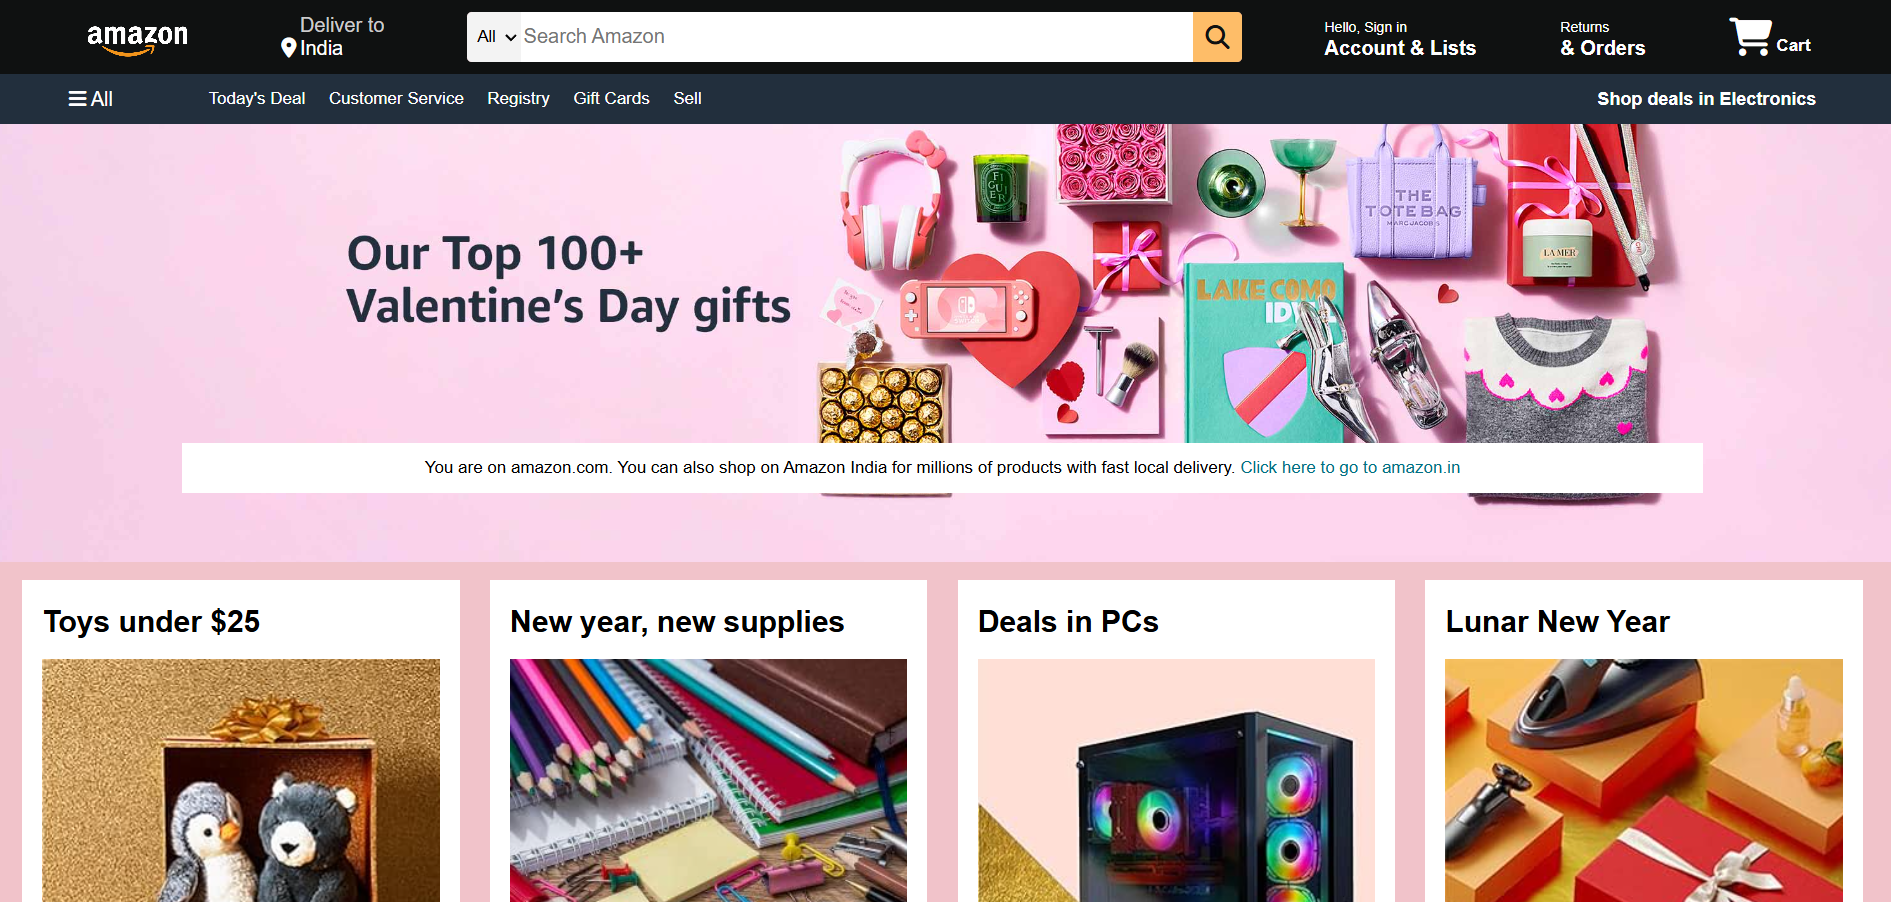 amazon
Deliver to
India
All
Search Amazon
Hello, Sign in
Account & Lists
Returns
& Orders
Cart
All
Today's Deal
Customer Service
Registry
Gift Cards
Sell
Shop deals in Electronics
Our Top 100+
Valentine's Day gifts
FI
GUI
ER
THE
TOTE BAG
MARC JACOBS
LA MER
LAKE COMO
You are on amazon.com. You can also shop on Amazon India for millions of products with fast local delivery. Click here to go to amazon.in
Toys under $25
New year, new supplies
Deals in PCs
Lunar New Year